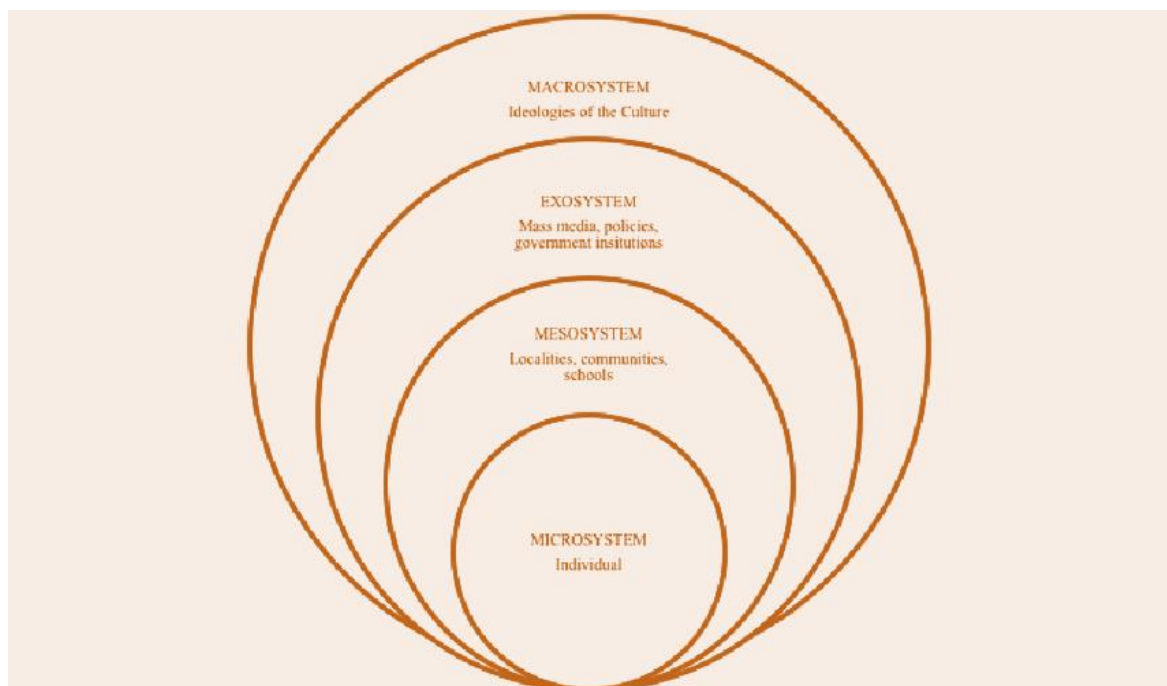 MACROSYSTEM
Ideologies of the Culture
EXOSYSTEM
Mass media, policies,
government insitutions
MESOSYSTEM
Localities, communities,
schools
MICROSYSTEM
Individual